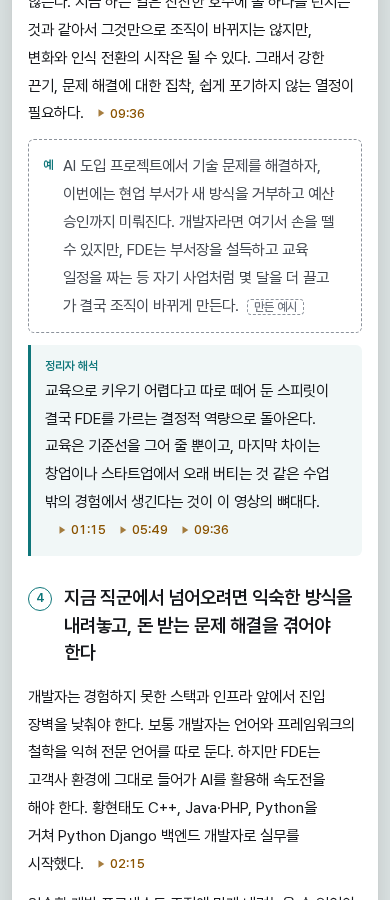 않는다. 지금 하는 일은 잔잔한 호수에 돌 하나를 던지는
것과 같아서 그것만으로 조직이 바뀌지는 않지만,
변화와 인식 전환의 시작은 될 수 있다. 그래서 강한
끈기, 문제 해결에 대한 집착, 쉽게 포기하지 않는 열정이
필요하다. ▶ 09:36
예 AI 도입 프로젝트에서 기술 문제를 해결하자,
이번에는 현업 부서가 새 방식을 거부하고 예산
승인까지 미뤄진다. 개발자라면 여기서 손을 뗄
수 있지만, FDE는 부서장을 설득하고 교육
일정을 짜는 등 자기 사업처럼 몇 달을 더 끌고
가 결국 조직이 바뀌게 만든다. 만든 예시
정리자 해석
교육으로 키우기 어렵다고 따로 떼어 둔 스피릿이
결국 FDE를 가르는 결정적 역량으로 돌아온다.
교육은 기준선을 그어 줄 뿐이고, 마지막 차이는
창업이나 스타트업에서 오래 버티는 것 같은 수업
밖의 경험에서 생긴다는 것이 이 영상의 뼈대다.
▶ 01:15 ▶ 05:49 ▶ 09:36
4 지금 직군에서 넘어오려면 익숙한 방식을
내려놓고, 돈 받는 문제 해결을 겪어야
한다
개발자는 경험하지 못한 스택과 인프라 앞에서 진입
장벽을 낮춰야 한다. 보통 개발자는 언어와 프레임워크의
철학을 익혀 전문 언어를 따로 둔다. 하지만 FDE는
고객사 환경에 그대로 들어가 AI를 활용해 속도전을
해야 한다. 황현태도 C++, Java·PHP, Python을
거쳐 Python Django 백엔드 개발자로 실무를
시작했다. ▶ 02:15